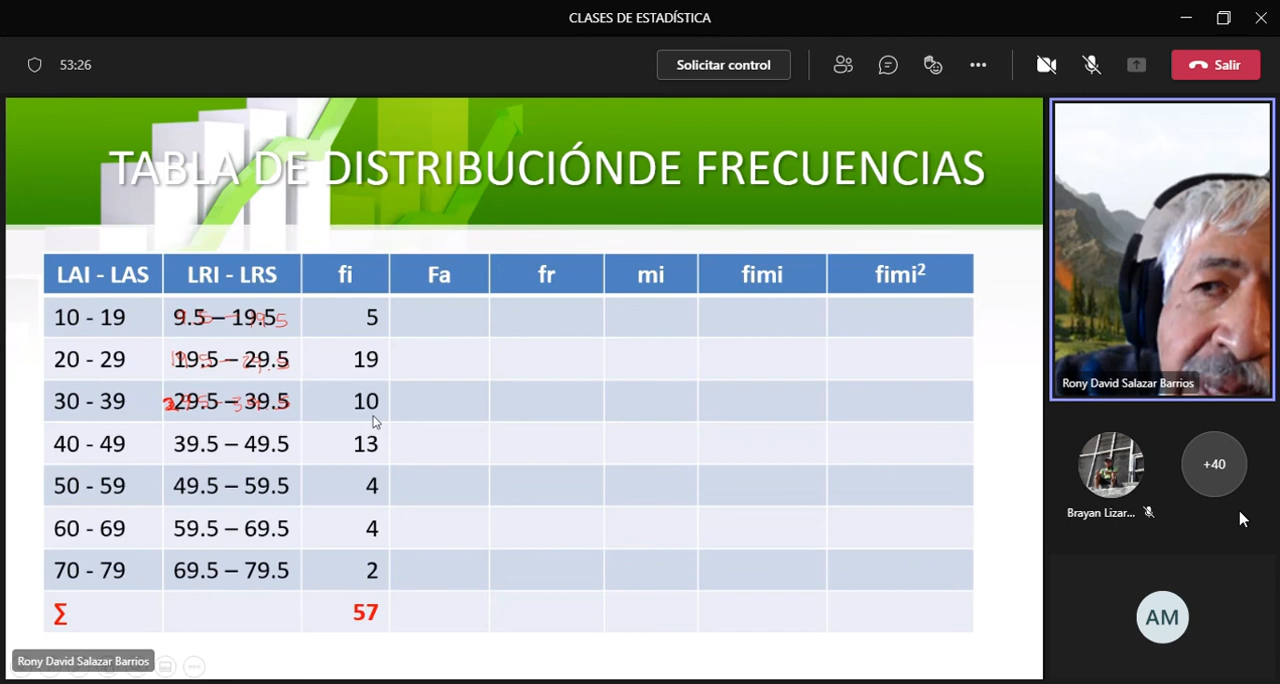 CLASES DE ESTADÍSTICA
53:26
Solicitar control
Salir
TABLA DE DISTRIBUCIÓNDE FRECUENCIAS
LAI - LAS LRI - LRS fi Fa fr mi fimi fimi²
10 - 19 9.5 – 19.5 5
20 - 29 19.5 – 29.5 19
30 - 39 29.5 – 39.5 10
40 - 49 39.5 – 49.5 13
50 - 59 49.5 – 59.5 4
60 - 69 59.5 – 69.5 4
70 - 79 69.5 – 79.5 2
∑ 57
Rony David Salazar Barrios
Rony David Salazar Barrios
Brayan Lizar...
+40
AM